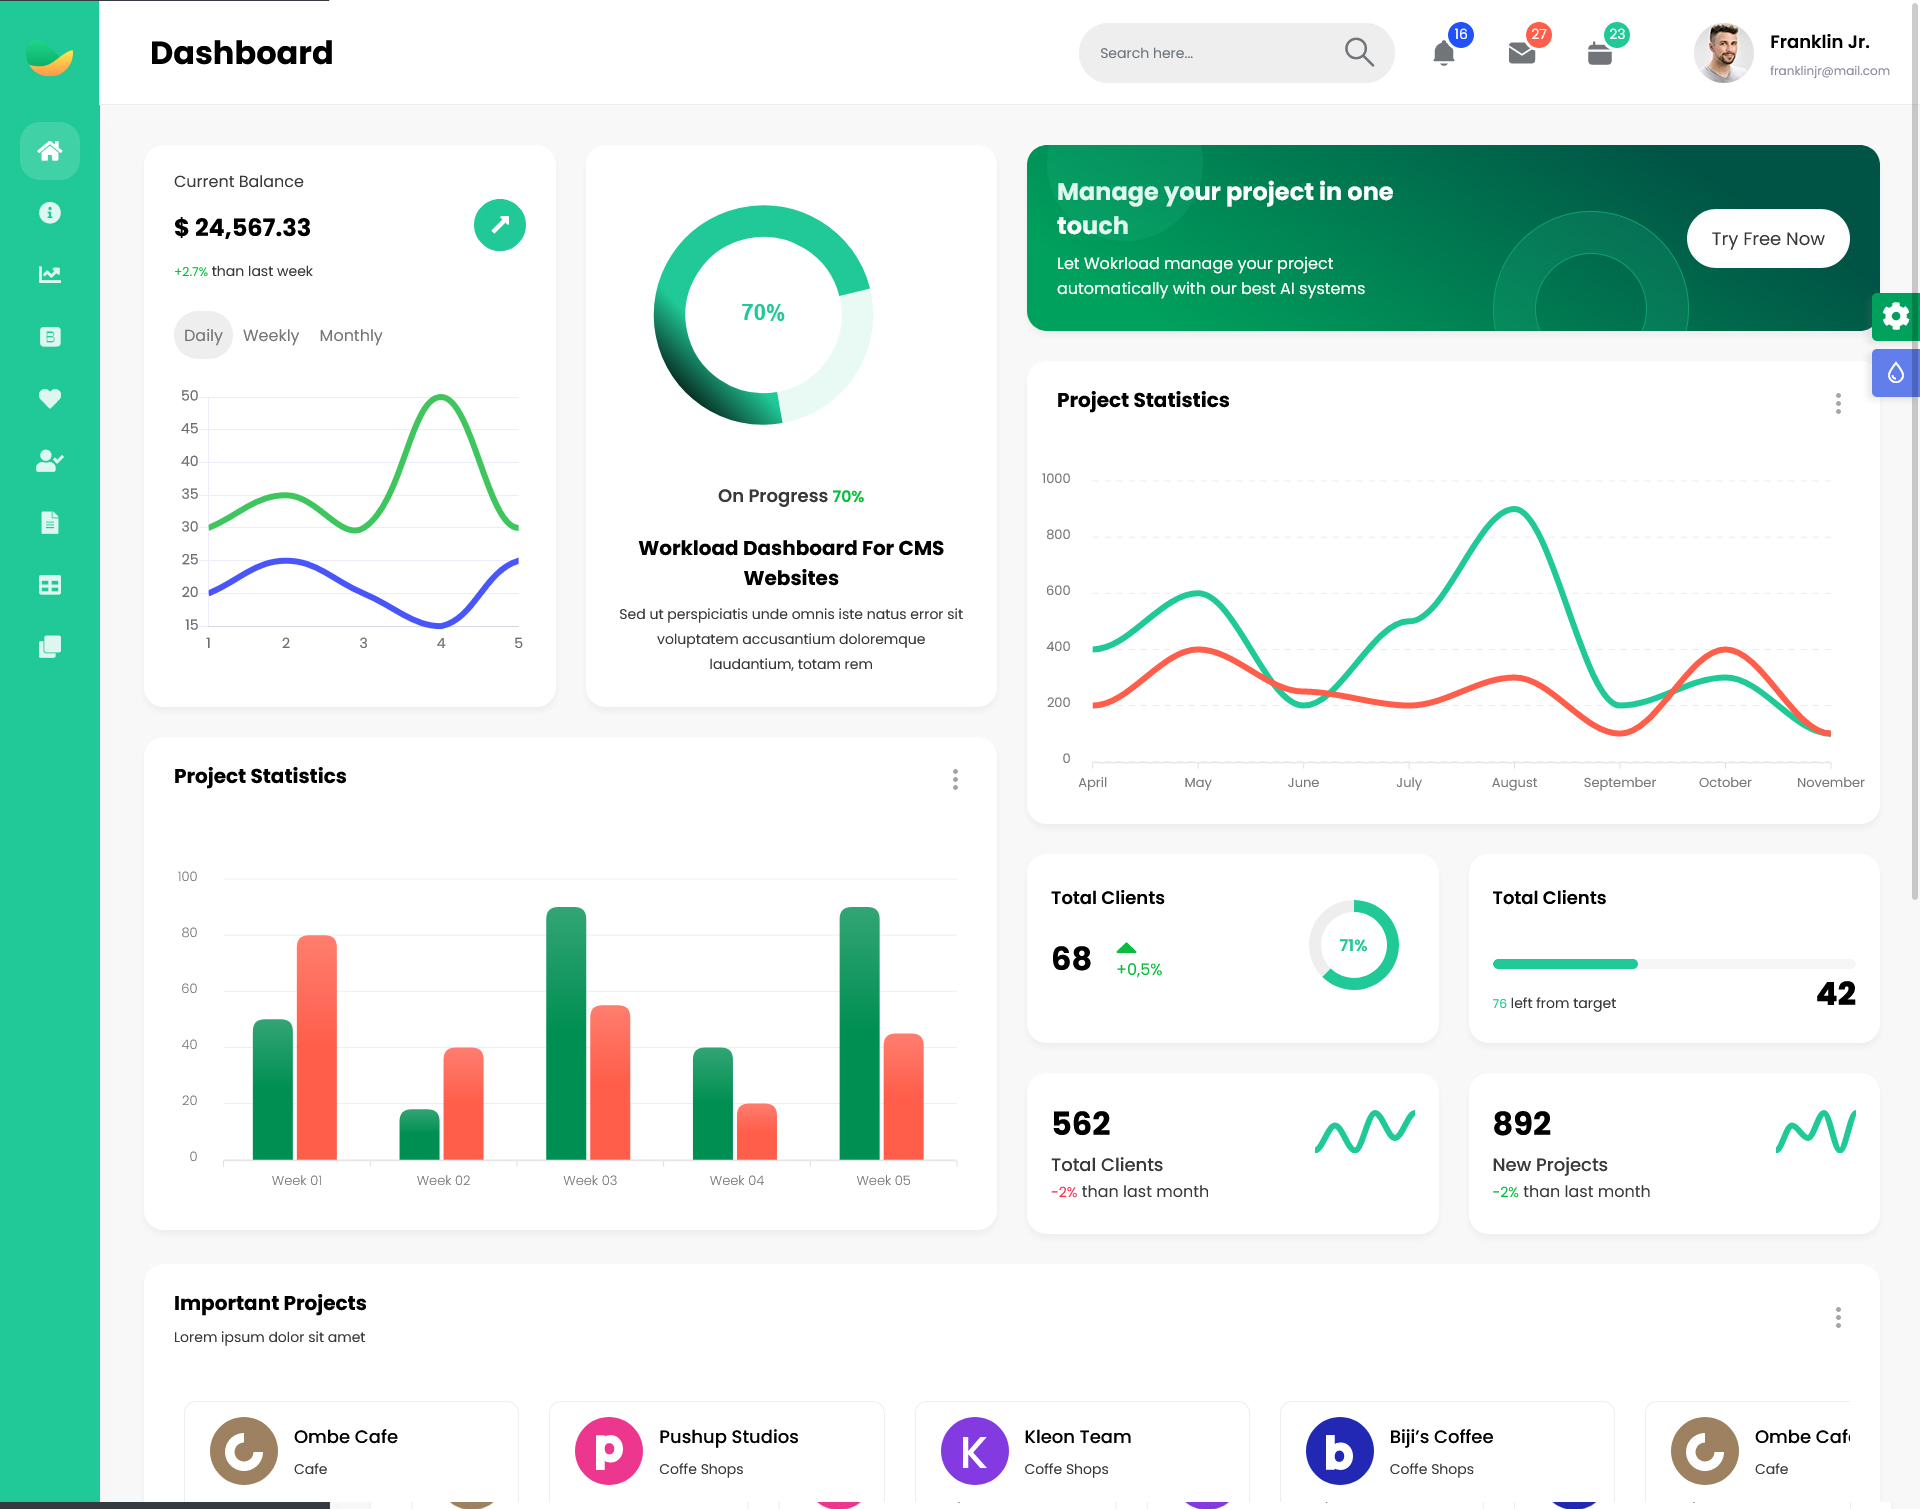 Dashboard
Search here...
16
27
23
Franklin Jr.
franklinjr@mail.com
Current Balance
$ 24,567.33
+2.7% than last week
Daily Weekly Monthly
50
45
40
35
30
25
20
15
1 2 3 4 5
70%
On Progress 70%
Workload Dashboard For CMS
Websites
Sed ut perspiciatis unde omnis iste natus error sit
voluptatem accusantium doloremque
laudantium, totam rem
Manage your project in one
touch
Let Wokrload manage your project
automatically with our best AI systems
Try Free Now
Project Statistics
1000
800
600
400
200
0
April May June July August September October November
Project Statistics
100
80
60
40
20
0
Week 01 Week 02 Week 03 Week 04 Week 05
Total Clients
68
+0,5%
71%
Total Clients
76 left from target
42
562
Total Clients
-2% than last month
892
New Projects
-2% than last month
Important Projects
Lorem ipsum dolor sit amet
Ombe Cafe
Cafe
p
Pushup Studios
Coffe Shops
K
Kleon Team
Coffe Shops
b
Biji’s Coffee
Coffe Shops
Ombe Caf
Cafe